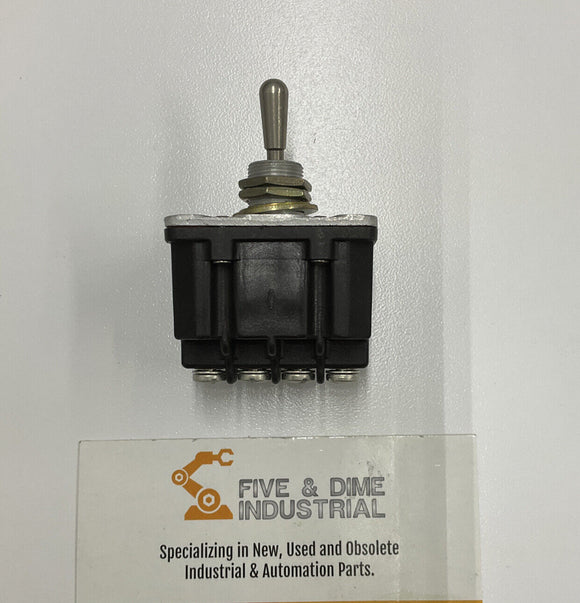 FIVE & DIME
INDUSTRIAL
Specializing in New, Used and Obsolete
Industrial & Automation Parts.